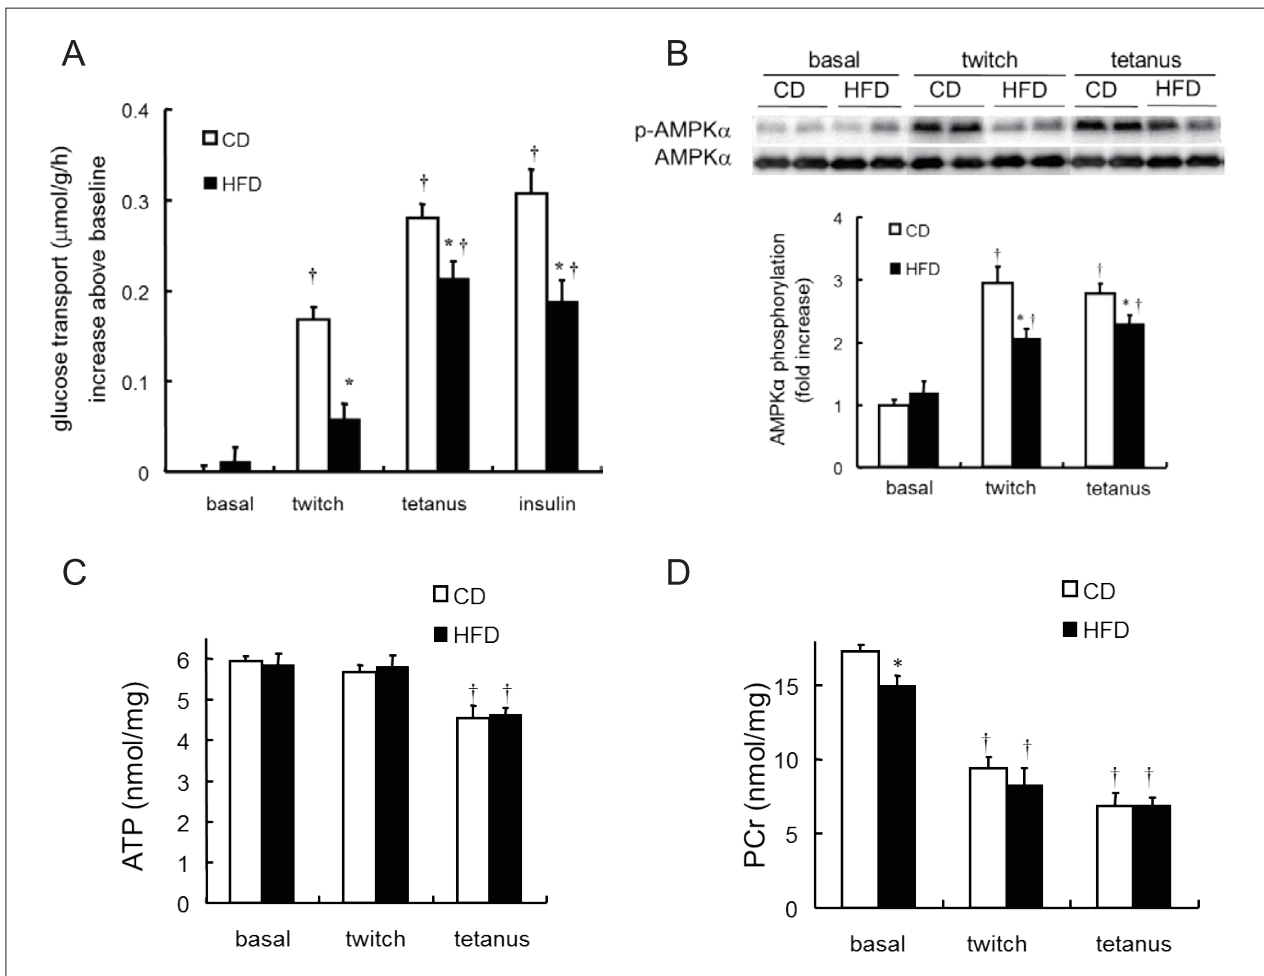 A
glucose transport (μmol/g/h)
increase above baseline
0.4
0.3
0.2
0.1
0
CD
HFD
†
*
†
* †
†
* †
basal twitch tetanus insulin
B
basal twitch tetanus
CD HFD CD HFD CD HFD
p-AMPKα
AMPKα
AMPKα phosphorylation
(fold increase)
4
3
2
1
0
CD
HFD
†
* †
†
* †
basal twitch tetanus
C
CD
HFD
ATP (nmol/mg)
6
5
4
3
2
1
0
† †
basal twitch tetanus
D
CD
HFD
PCr (nmol/mg)
15
10
5
0
*
† †
† †
basal twitch tetanus